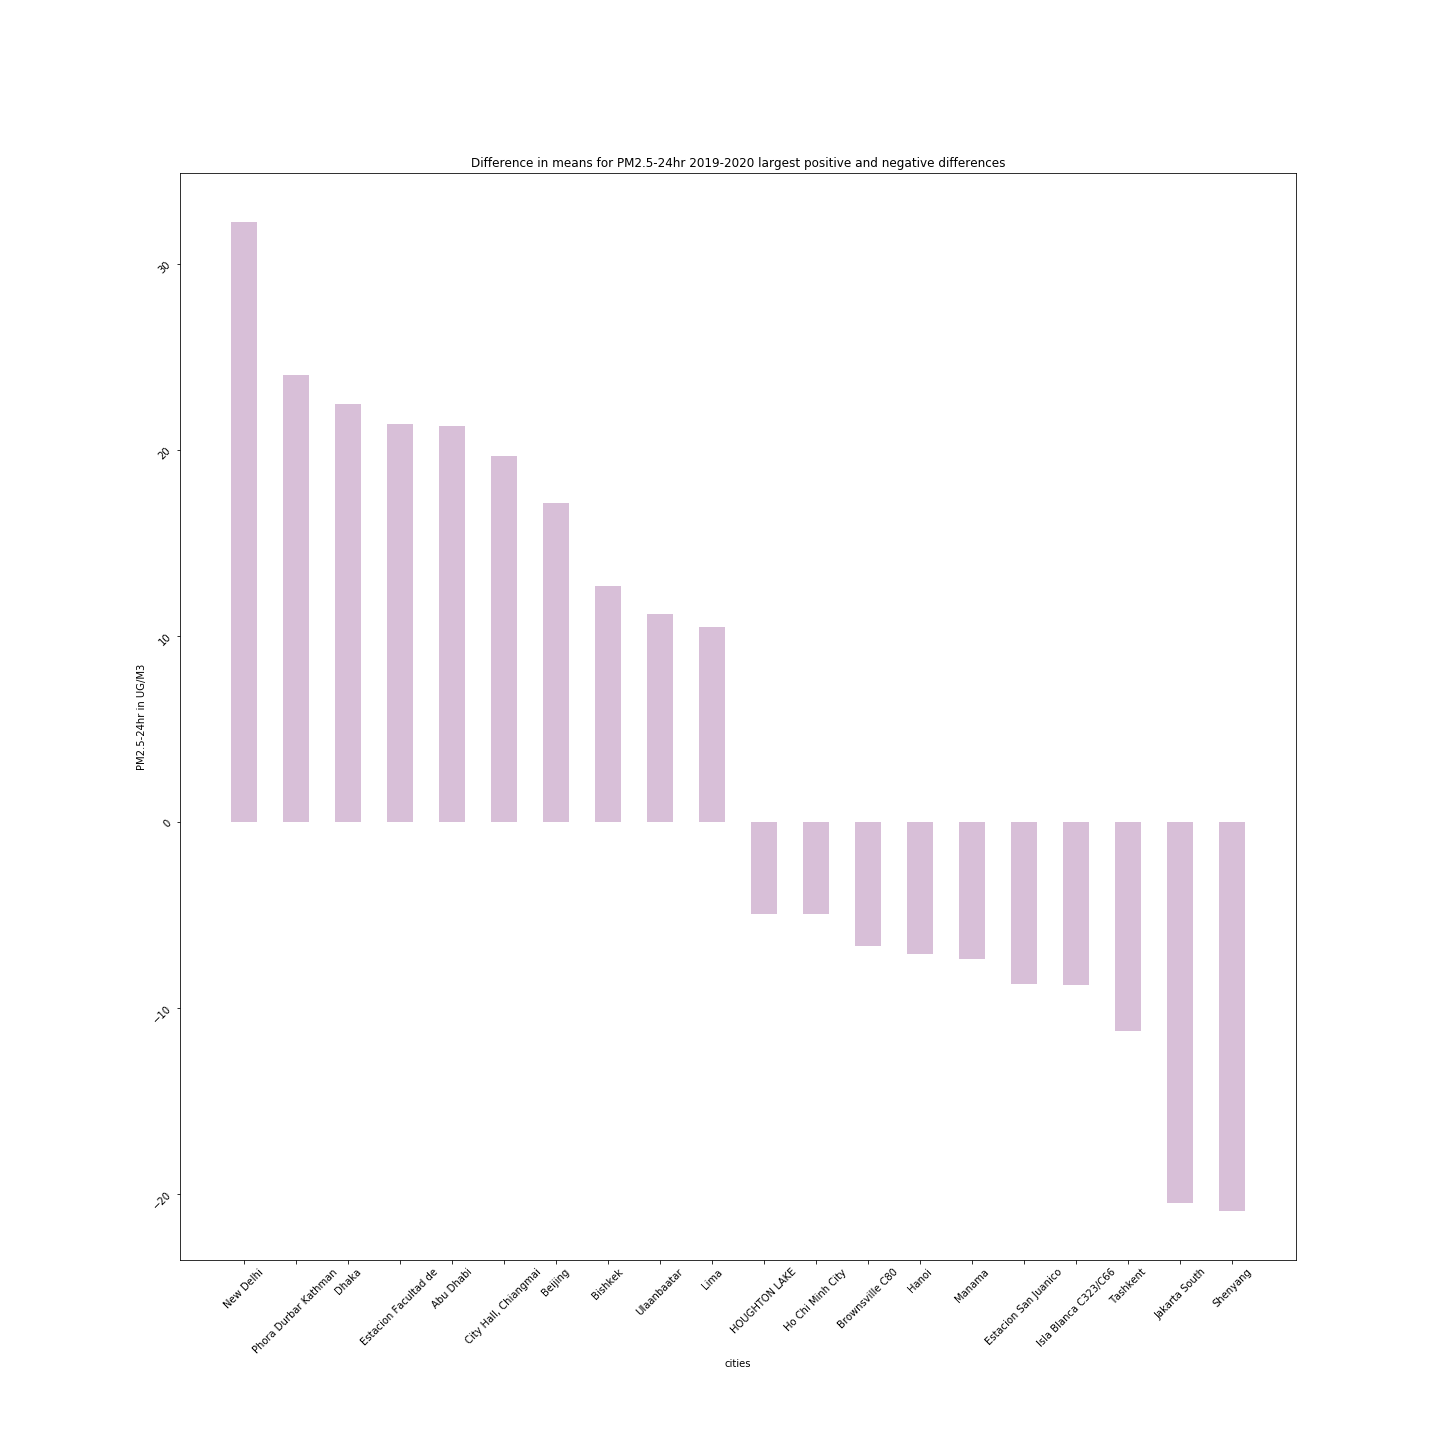 Difference in means for PM2.5-24hr 2019-2020 largest positive and negative differences
30
20
10
0
−10
−20
PM2.5-24hr in UG/M3
New Delhi
Phora Durbar Kathman
Dhaka
Estacion Facultad de
Abu Dhabi
City Hall, Chiangmai
Beijing
Bishkek
Ulaanbaatar
Lima
HOUGHTON LAKE
Ho Chi Minh City
Brownsville C80
Hanoi
Manama
Estacion San Juanico
Isla Blanca C323/C66
Tashkent
Jakarta South
Shenyang
cities